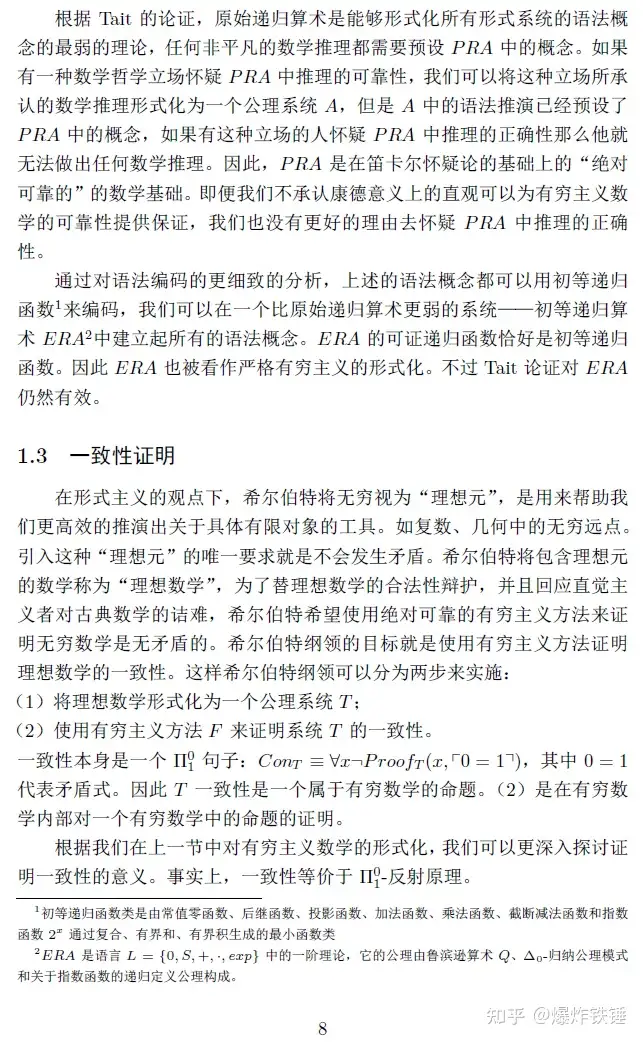 根据 Tait 的论证，原始递归算术是能够形式化所有形式系统的语法概
念的最弱的理论，任何非平凡的数学推理都需要预设 PRA 中的概念。如果
有一种数学哲学立场怀疑 PRA 中推理的可靠性，我们可以将这种立场所承
认的数学推理形式化为一个公理系统 A，但是 A 中的语法推演已经预设了
PRA 中的概念，如果有这种立场的人怀疑 PRA 中推理的正确性那么他就
无法做出任何数学推理。因此，PRA 是在笛卡尔怀疑论的基础上的“绝对
可靠的”的数学基础。即便我们不承认康德意义上的直观可以为有穷主义数
学的可靠性提供保证，我们也没有更好的理由去怀疑 PRA 中推理的正确
性。
通过对语法编码的更细致的分析，上述的语法概念都可以用初等递归
函数¹来编码，我们可以在一个比原始递归算术更弱的系统——初等递归算
术 ERA²中建立起所有的语法概念。ERA 的可证递归函数恰好是初等递归
函数。因此 ERA 也被看作严格有穷主义的形式化。不过 Tait 论证对 ERA
仍然有效。
1.3 一致性证明
在形式主义的观点下，希尔伯特将无穷视为“理想元”，是用来帮助我
们更高效的推演出关于具体有限对象的工具。如复数、几何中的无穷远点。
引入这种“理想元”的唯一要求就是不会发生矛盾。希尔伯特将包含理想元
的数学称为“理想数学”，为了替理想数学的合法性辩护，并且回应直觉主
义者对古典数学的诘难，希尔伯特希望使用绝对可靠的有穷主义方法来证
明无穷数学是无矛盾的。希尔伯特纲领的目标就是使用有穷主义方法证明
理想数学的一致性。这样希尔伯特纲领可以分为两步来实施：
（1）将理想数学形式化为一个公理系统 T；
（2）使用有穷主义方法 F 来证明系统 T 的一致性。
一致性本身是一个 Π⁰₁ 句子：Con_T ≡ ∀x¬Proof_T(x,⌜0 = 1⌝)，其中 0 = 1
代表矛盾式。因此 T 一致性是一个属于有穷数学的命题。（2）是在有穷数
学内部对一个有穷数学中的命题的证明。
根据我们在上一节中对有穷主义数学的形式化，我们可以更深入探讨证
明一致性的意义。事实上，一致性等价于 Π⁰₁-反射原理。
¹初等递归函数类是由常值零函数、后继函数、投影函数、加法函数、乘法函数、截断减法函数和指数
函数 2ˣ 通过复合、有界和、有界积生成的最小函数类
²ERA 是语言 L = {0, S, +, ·, exp} 中的一阶理论，它的公理由鲁滨逊算术 Q、Δ₀-归纳公理模式
和关于指数函数的递归定义公理构成。
8
知乎 @爆炸铁锤